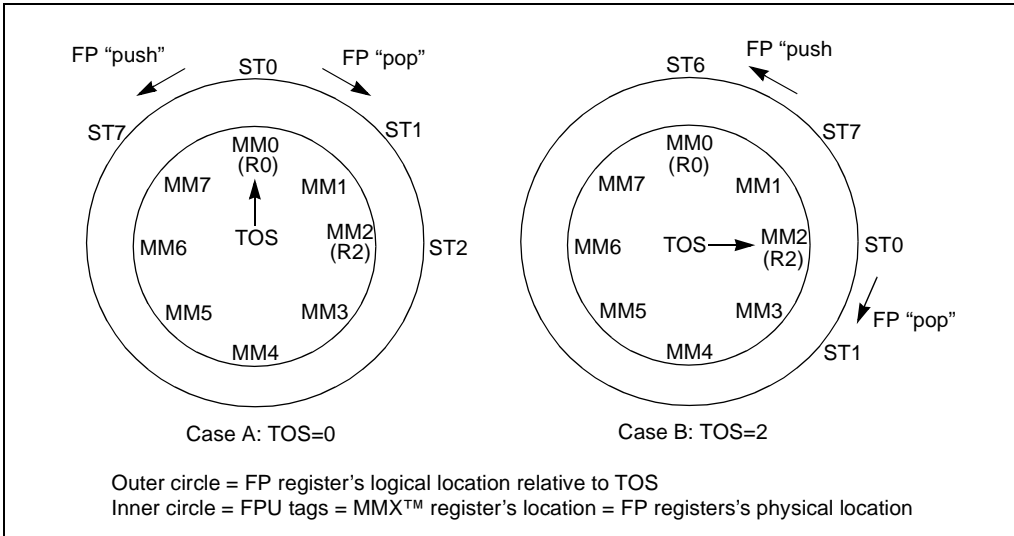 FP “push”
FP “pop”
ST0
ST7
ST1
MM0
(R0)
MM7
MM1
MM6
TOS
MM2
(R2)
ST2
MM5
MM3
MM4
Case A: TOS=0
FP “push
ST6
ST7
MM0
(R0)
MM7
MM1
MM6
TOS
MM2
(R2)
ST0
MM5
MM3
FP “pop”
MM4
ST1
Case B: TOS=2
Outer circle = FP register’s logical location relative to TOS
Inner circle = FPU tags = MMX™ register’s location = FP registers’s physical location